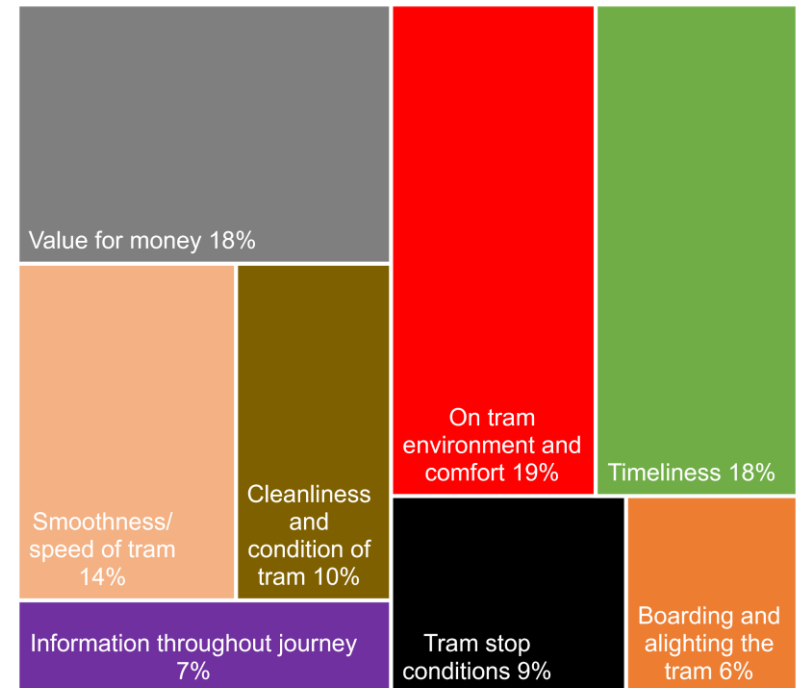 Value for money 18%
Smoothness/
speed of tram
14%
Cleanliness
and
condition of
tram 10%
Information throughout journey
7%
On tram
environment and
comfort 19%
Timeliness 18%
Tram stop
conditions 9%
Boarding and
alighting the
tram 6%